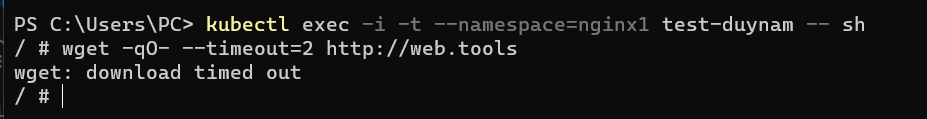 PS C:\Users\PC> kubectl exec -i -t --namespace=nginx1 test-duynam -- sh
/ # wget -qO- --timeout=2 http://web.tools
wget: download timed out
/ #